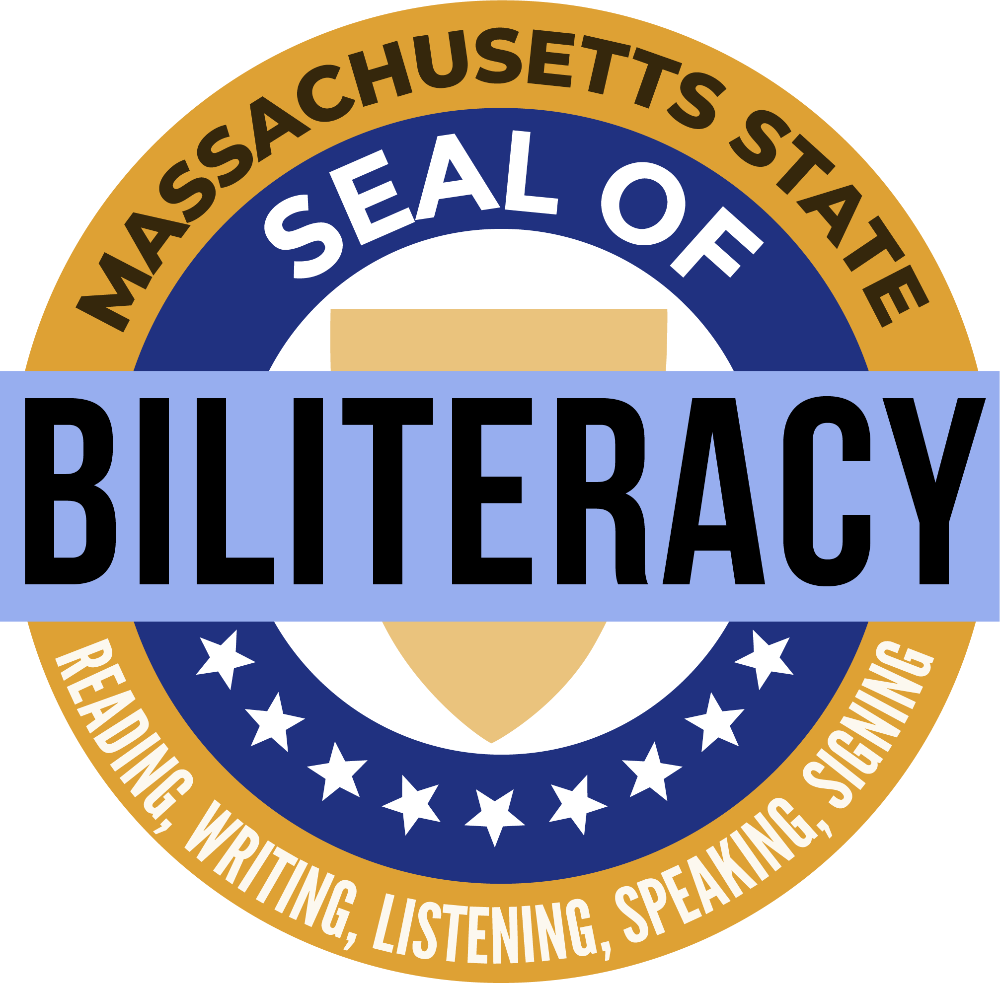 MASSACHUSETTS STATE
SEAL OF
BILITERACY
READING, WRITING, LISTENING, SPEAKING, SIGNING